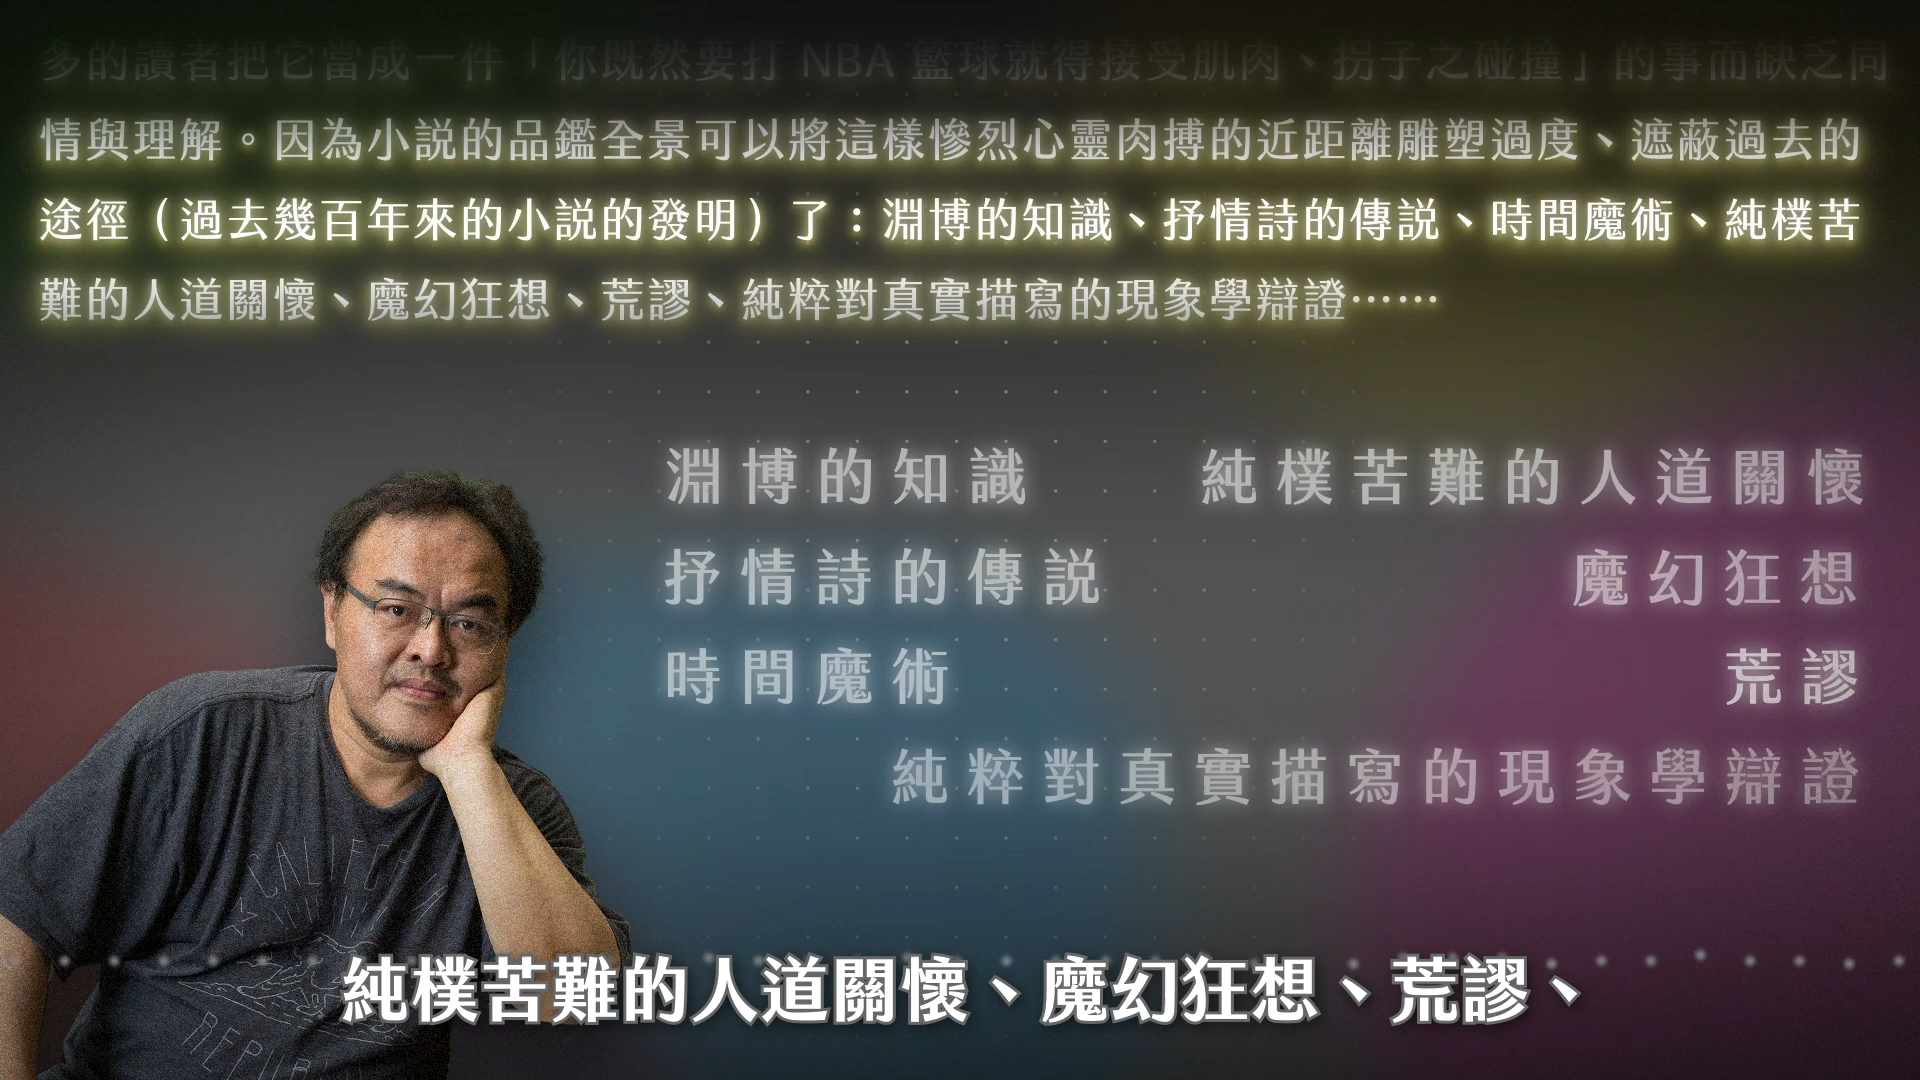 多的讀者把它當成一件「你既然要打 NBA 籃球就得接受肌肉、拐子之碰撞」的事而缺乏同
情與理解。因為小説的品鑑全景可以將這樣慘烈心靈肉搏的近距離雕塑過度、遮蔽過去的
途徑（過去幾百年來的小説的發明）了：淵博的知識、抒情詩的傳説、時間魔術、純樸苦
難的人道關懷、魔幻狂想、荒謬、純粹對真實描寫的現象學辯證⋯⋯
淵博的知識
純樸苦難的人道關懷
抒情詩的傳説
魔幻狂想
時間魔術
荒謬
純粹對真實描寫的現象學辯證
CALIFORNIA
純樸苦難的人道關懷、魔幻狂想、荒謬、